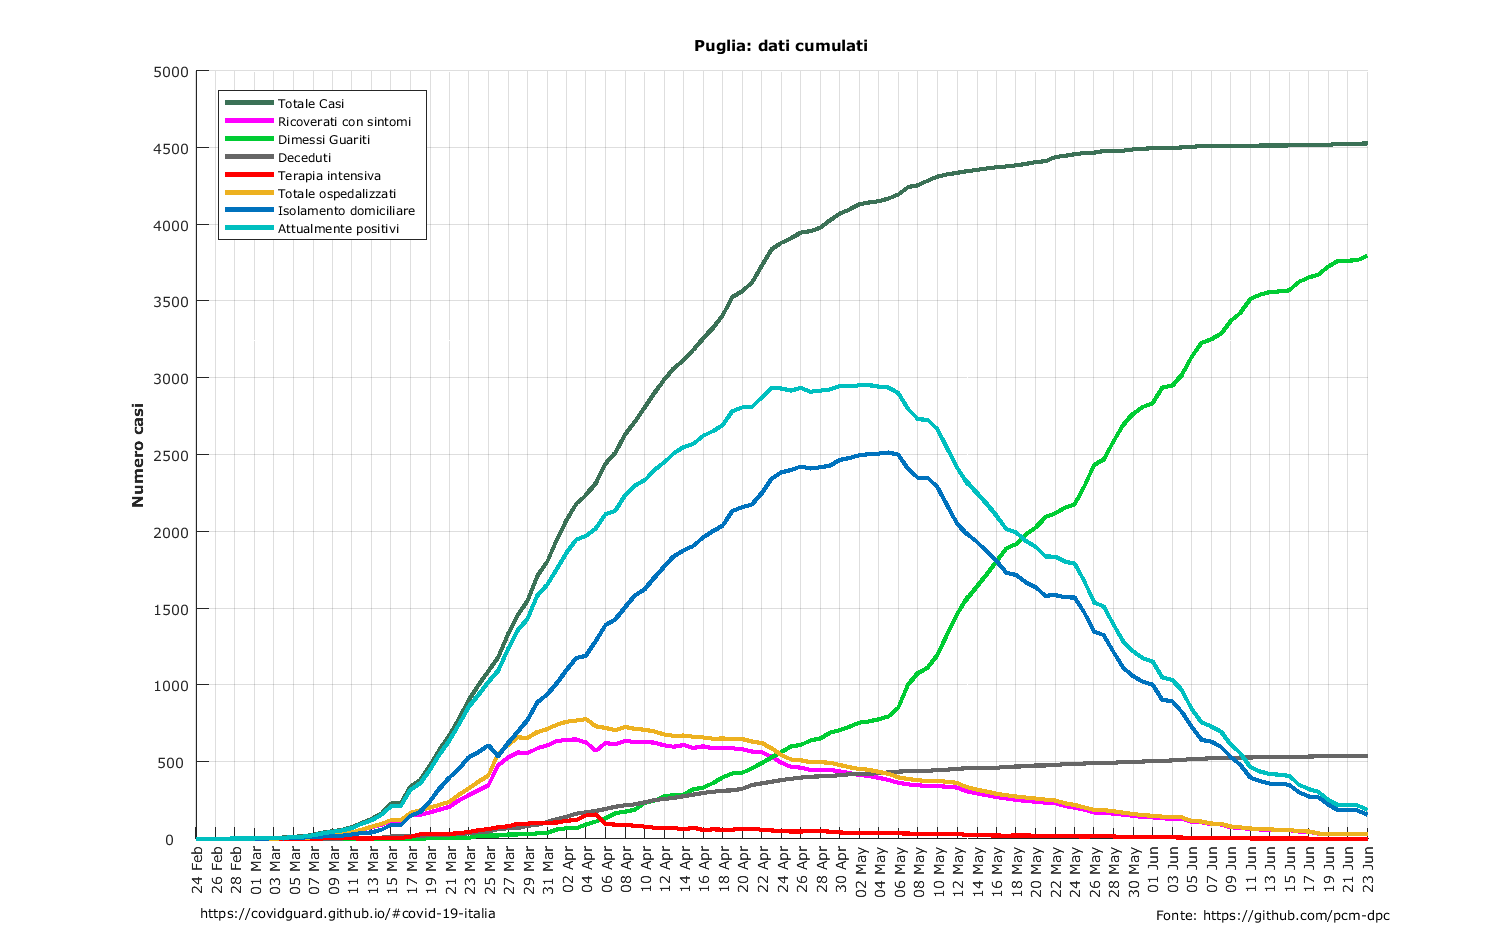 Puglia: dati cumulati
5000
4500
4000
3500
3000
2500
2000
1500
1000
500
0
Numero casi
Totale Casi
Ricoverati con sintomi
Dimessi Guariti
Deceduti
Terapia intensiva
Totale ospedalizzati
Isolamento domiciliare
Attualmente positivi
24 Feb
26 Feb
28 Feb
01 Mar
03 Mar
05 Mar
07 Mar
09 Mar
11 Mar
13 Mar
15 Mar
17 Mar
19 Mar
21 Mar
23 Mar
25 Mar
27 Mar
29 Mar
31 Mar
02 Apr
04 Apr
06 Apr
08 Apr
10 Apr
12 Apr
14 Apr
16 Apr
18 Apr
20 Apr
22 Apr
24 Apr
26 Apr
28 Apr
30 Apr
02 May
04 May
06 May
08 May
10 May
12 May
14 May
16 May
18 May
20 May
22 May
24 May
26 May
28 May
30 May
01 Jun
03 Jun
05 Jun
07 Jun
09 Jun
11 Jun
13 Jun
15 Jun
17 Jun
19 Jun
21 Jun
23 Jun
https://covidguard.github.io/#covid-19-italia
Fonte: https://github.com/pcm-dpc